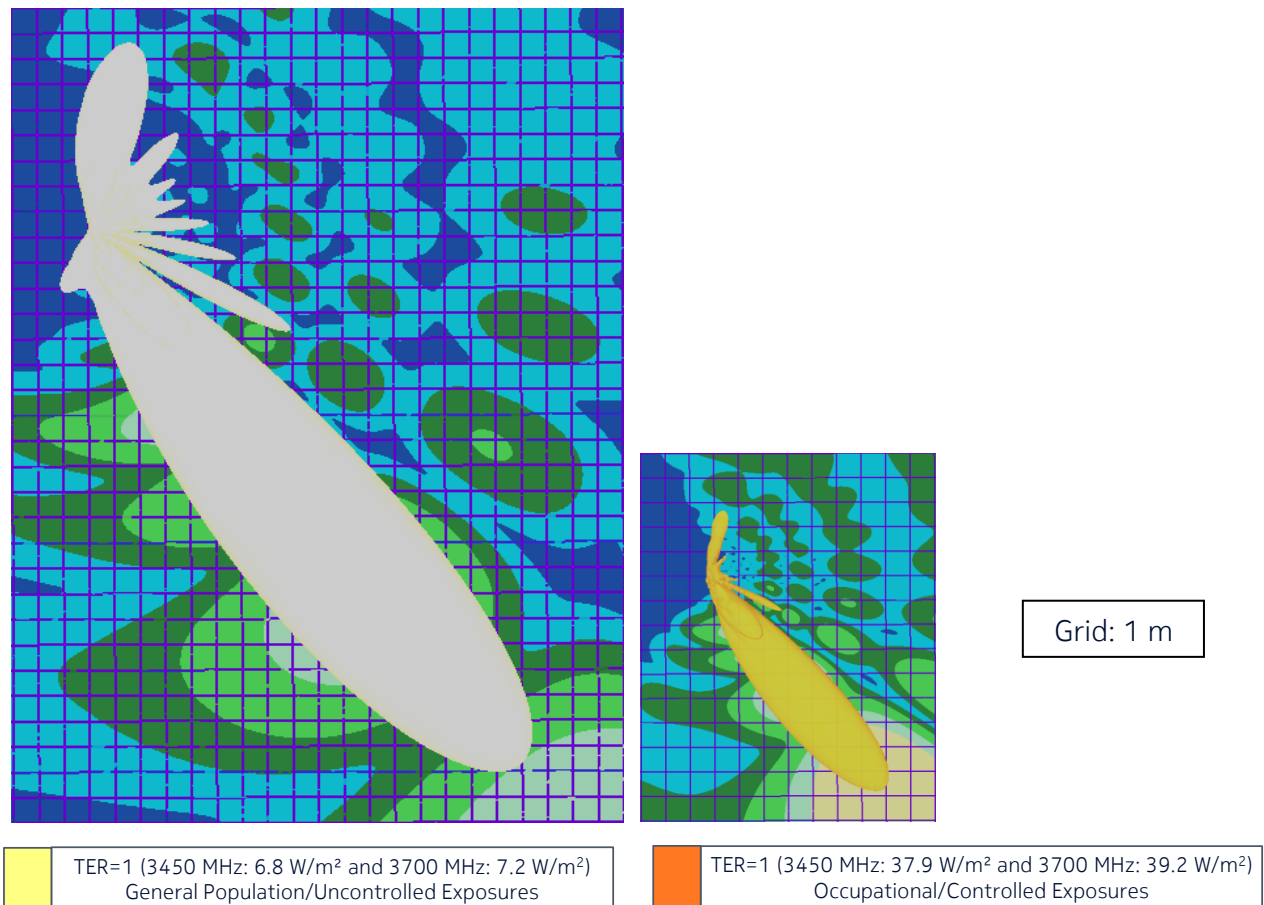 Grid: 1 m
TER=1 (3450 MHz: 6.8 W/m² and 3700 MHz: 7.2 W/m²)
General Population/Uncontrolled Exposures
TER=1 (3450 MHz: 37.9 W/m² and 3700 MHz: 39.2 W/m²)
Occupational/Controlled Exposures